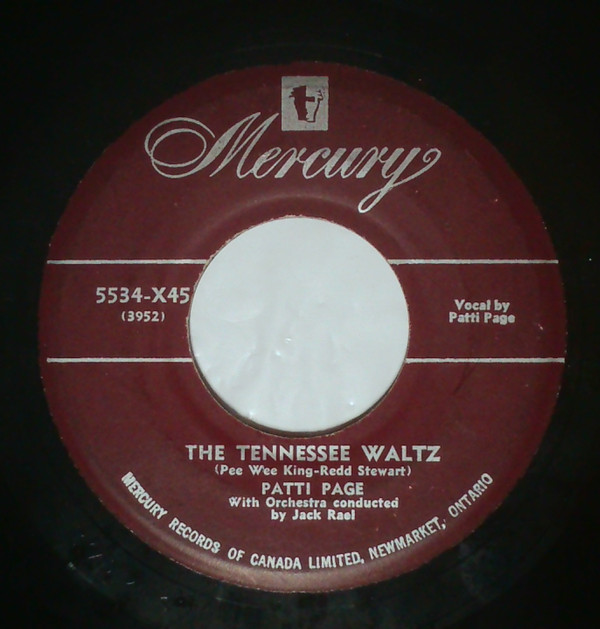 Mercury
5534-X45
(3952)
Vocal by
Patti Page
THE TENNESSEE WALTZ
(Pee Wee King-Redd Stewart)
PATTI PAGE
With Orchestra conducted
by Jack Rael
MERCURY RECORDS OF CANADA LIMITED, NEWMARKET, ONTARIO